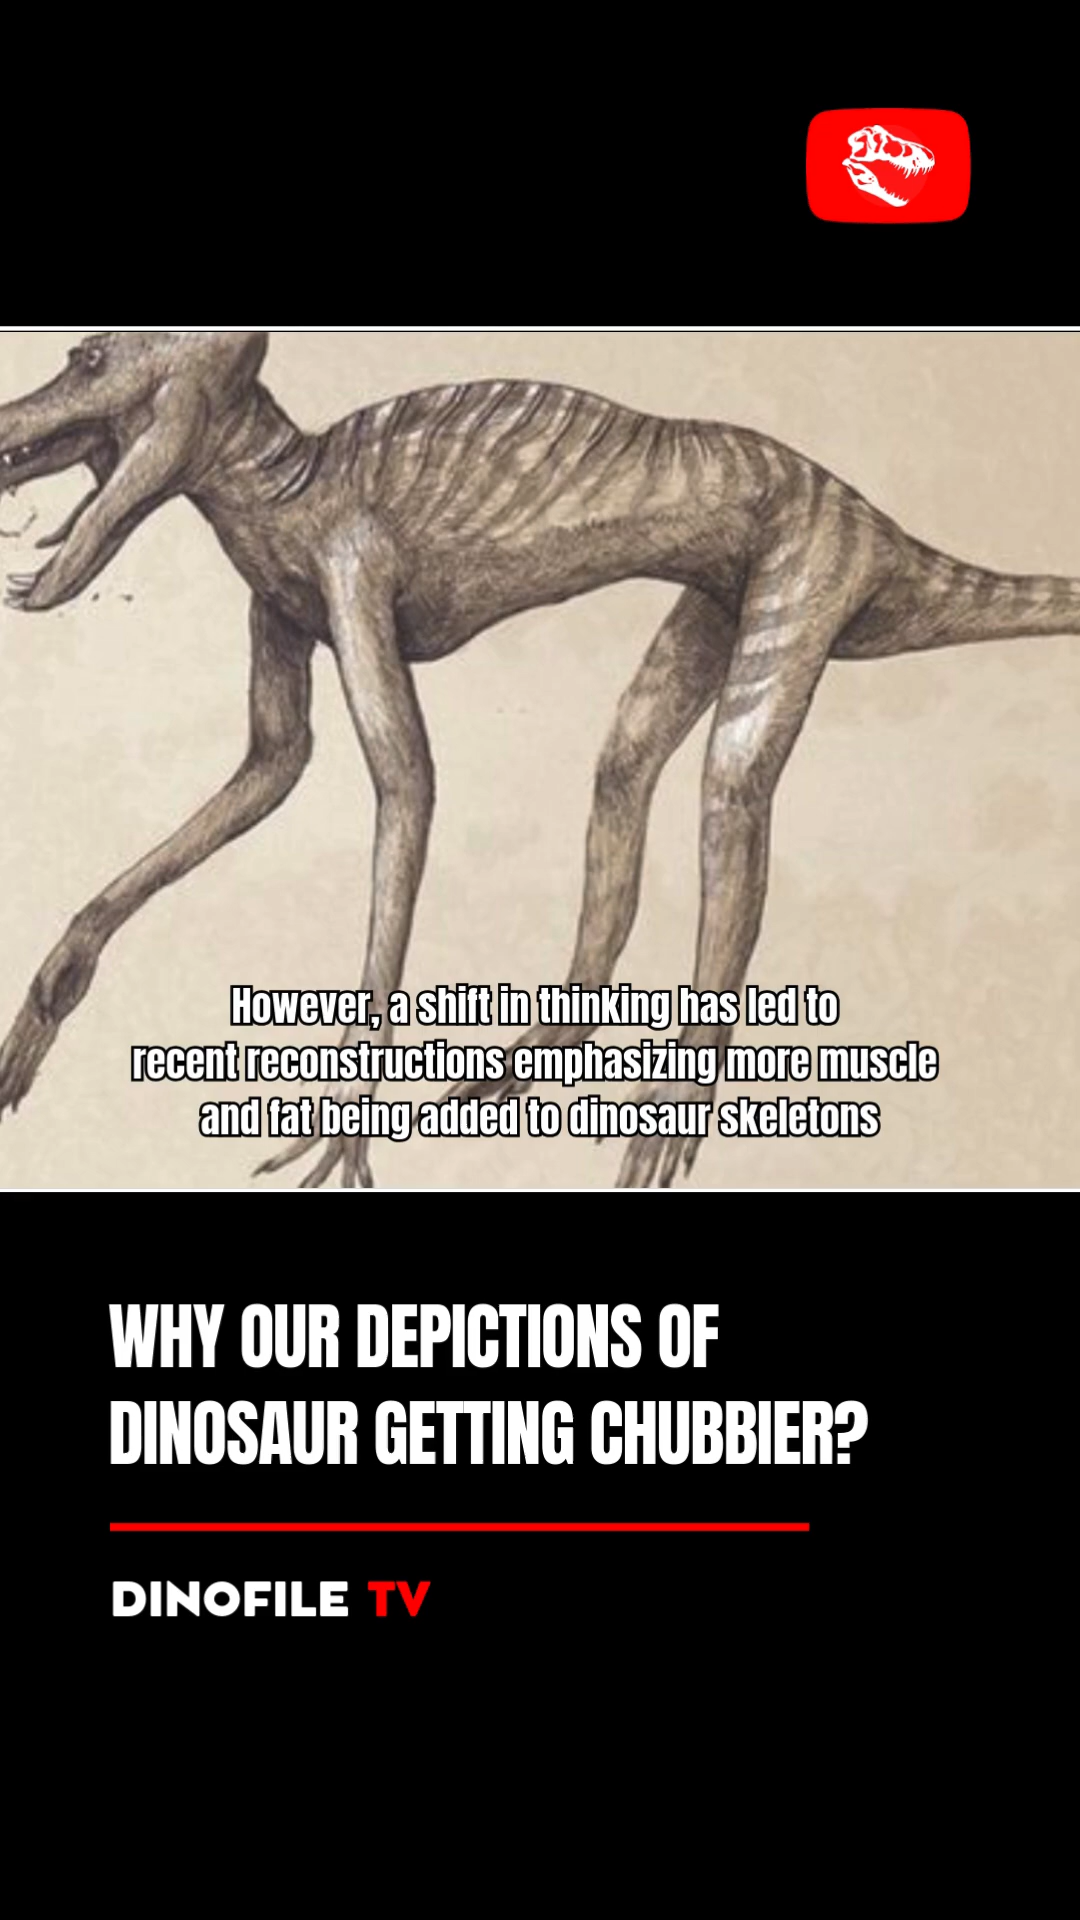 However, a shift in thinking has led to
recent reconstructions emphasizing more muscle
and fat being added to dinosaur skeletons
WHY OUR DEPICTIONS OF
DINOSAUR GETTING CHUBBIER?
DINOFILE TV